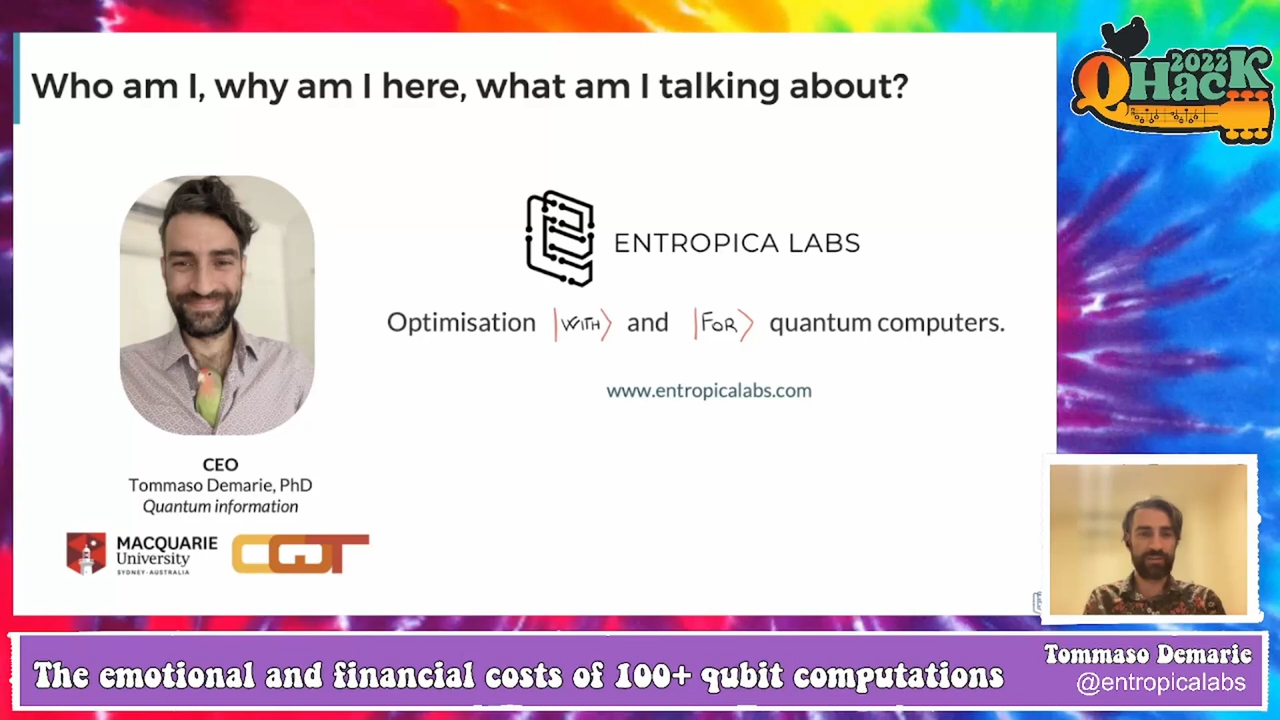 Who am I, why am I here, what am I talking about?
2022
QHack
ENTROPICA LABS
Optimisation |WITH⟩ and |FOR⟩ quantum computers.
www.entropicalabs.com
CEO
Tommaso Demarie, PhD
Quantum information
MACQUARIE
University
SYDNEY-AUSTRALIA
CQT
The emotional and financial costs of 100+ qubit computations
Tommaso Demarie
@entropicalabs